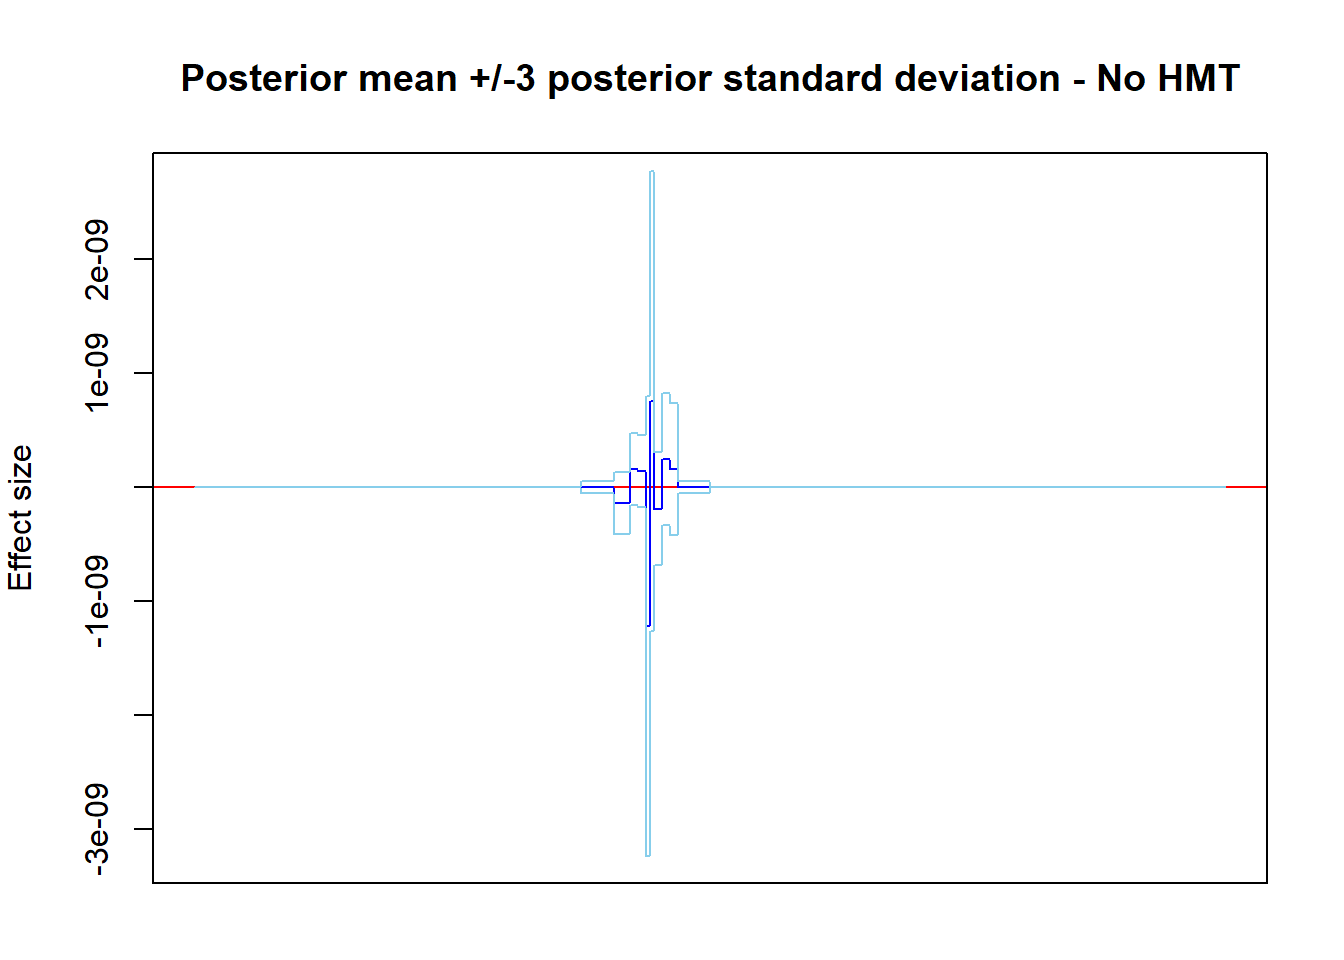 Posterior mean +/-3 posterior standard deviation - No HMT
2e-09
1e-09
-1e-09
-3e-09
Effect size